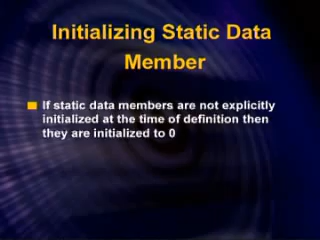 Initializing Static Data
Member
If static data members are not explicitly
initialized at the time of definition then
they are initialized to 0